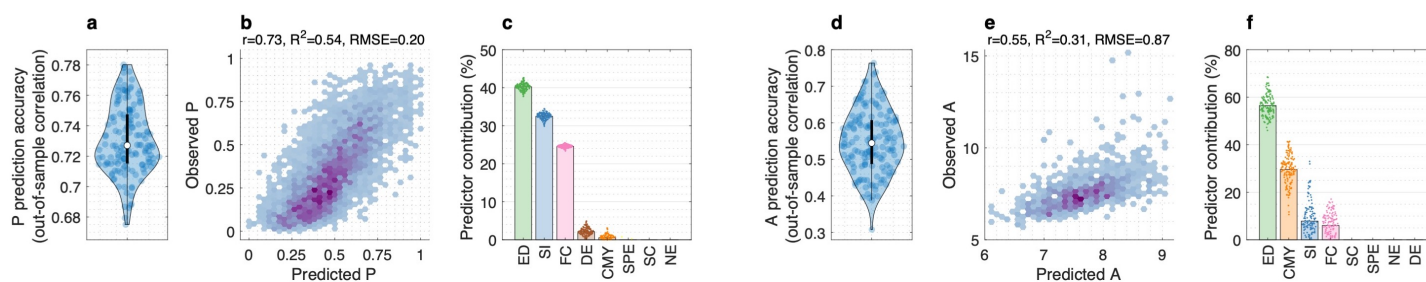 a
P prediction accuracy
(out-of-sample correlation)
0.78
0.76
0.74
0.72
0.7
0.68
b
r=0.73, R²=0.54, RMSE=0.20
Observed P
1
0.75
0.5
0.25
0
0 0.25 0.5 0.75 1
Predicted P
c
Predictor contribution (%)
50
40
30
20
10
0
ED SI FC DE CMY SPE SC NE
d
A prediction accuracy
(out-of-sample correlation)
0.8
0.7
0.6
0.5
0.4
0.3
e
r=0.55, R²=0.31, RMSE=0.87
Observed A
15
10
5
6 7 8 9
Predicted A
f
Predictor contribution (%)
80
60
40
20
0
ED CMY SI FC SC SPE NE DE